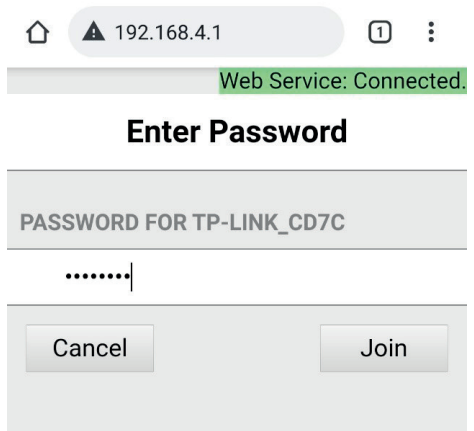 192.168.4.1
1
Web Service: Connected.
Enter Password
PASSWORD FOR TP-LINK_CD7C
••••••••
Cancel
Join